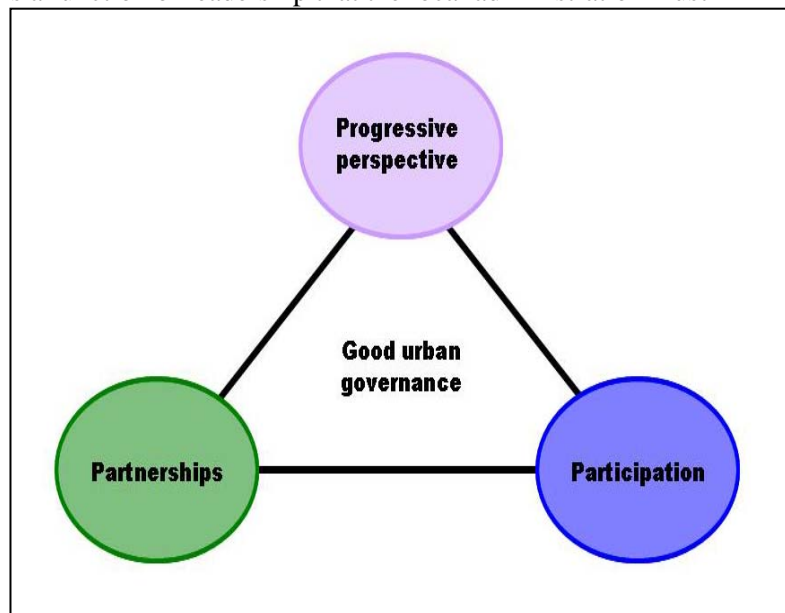 Progressive
perspective
Good urban
governance
Partnerships
Participation